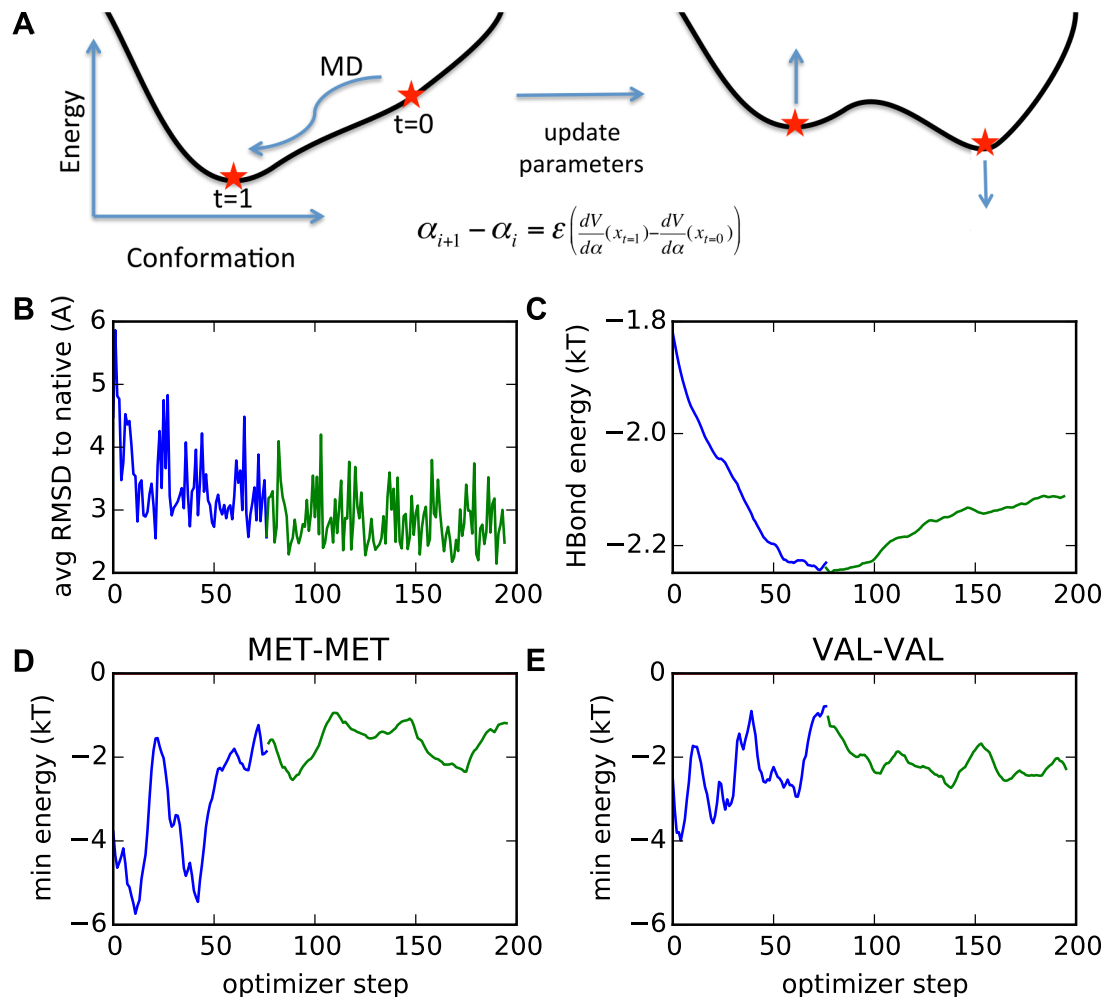 A
Energy
MD
t=0
t=1
Conformation
update
parameters
α_{i+1} − α_i = ε ( dV/dα (x_{t=1}) − dV/dα (x_{t=0}) )
B
avg RMSD to native (A)
6
5
4
3
2
0 50 100 150 200
C
HBond energy (kT)
−1.8
−2.0
−2.2
0 50 100 150 200
D
MET-MET
min energy (kT)
0
−2
−4
−6
0 50 100 150 200
optimizer step
E
VAL-VAL
min energy (kT)
0
−2
−4
−6
0 50 100 150 200
optimizer step